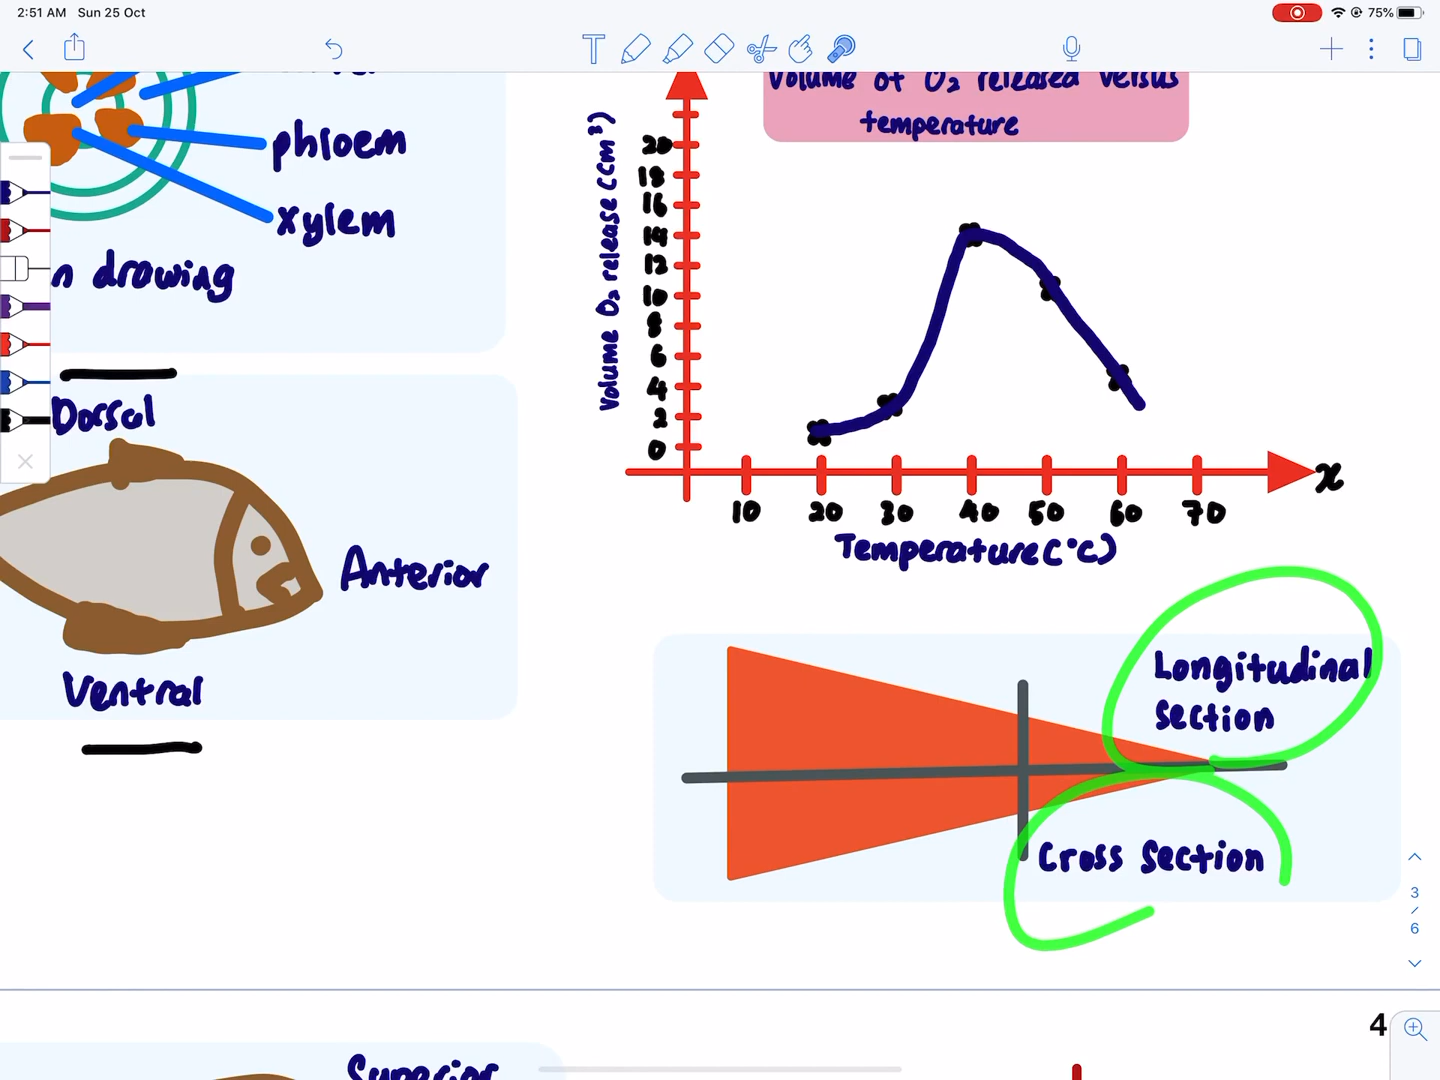 2:51 AM Sun 25 Oct
75%
phloem
xylem
n drawing
Dorsal
Anterior
Ventral
Volume of O₂ released versus
temperature
Volume O₂ release (cm³)
20
18
16
14
12
10
8
6
4
2
0
10 20 30 40 50 60 70
x
Temperature (°C)
Longitudinal
Section
Cross Section
3
/
6
4
Superior